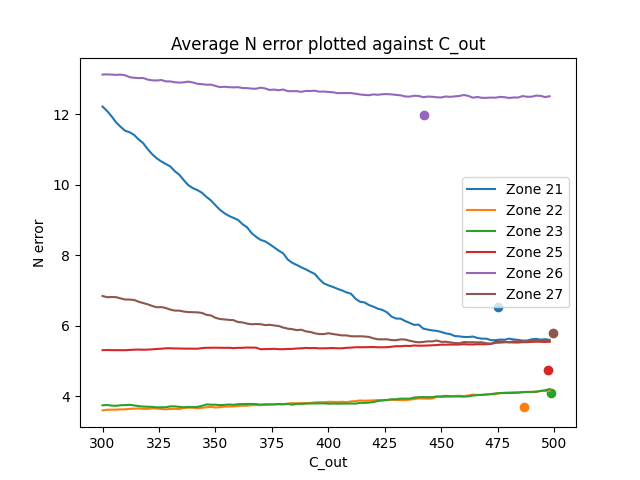 Average N error plotted against C_out
N error
12
10
8
6
4
Zone 21
Zone 22
Zone 23
Zone 25
Zone 26
Zone 27
300 325 350 375 400 425 450 475 500
C_out